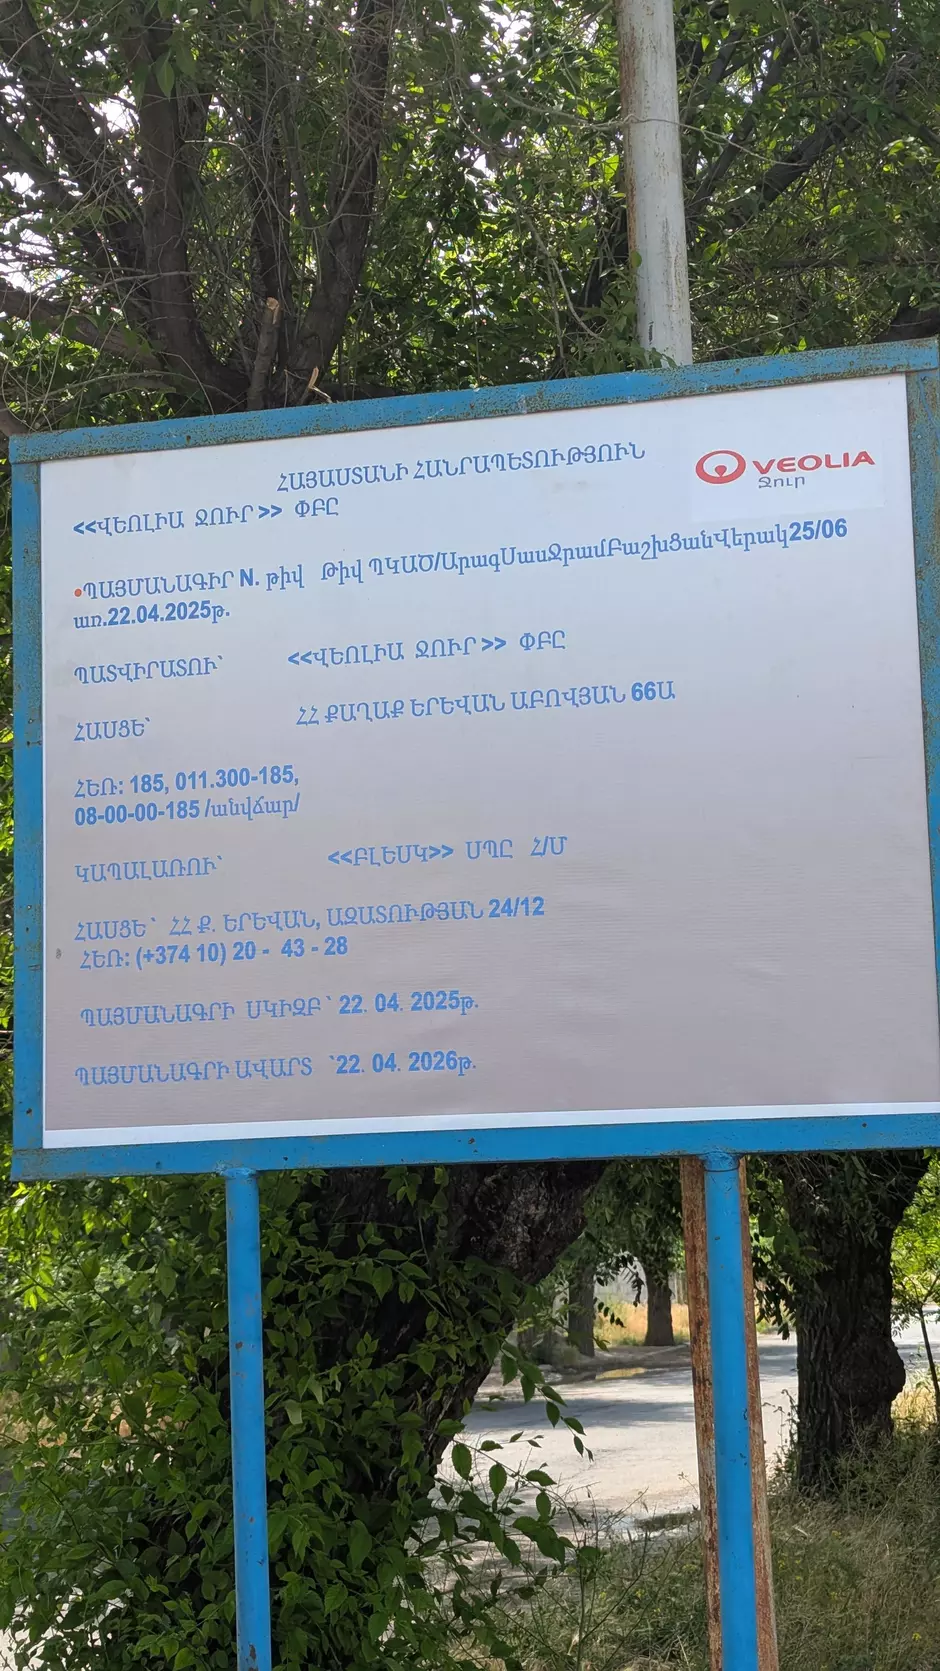 ՀԱՅԱՍՏԱՆԻ ՀԱՆՐԱՊԵՏՈՒԹՅՈՒՆ
VEOLIA
Ջուր
<<ՎԵՈԼԻԱ ՋՈՒՐ>> ՓԲԸ
•ՊԱՅՄԱՆԱԳԻՐ N. թիվ Թիվ ՊԿԱԾ/ԱրագՍասՋրամԲաշխՑանՎերակ25/06
առ.22.04.2025թ.
ՊԱՏՎԻՐԱՏՈՒ՝ <<ՎԵՈԼԻԱ ՋՈՒՐ>> ՓԲԸ
ՀԱՍՑԵ՝ ՀՀ ՔԱՂԱՔ ԵՐԵՎԱՆ ԱԲՈՎՅԱՆ 66Ա
ՀԵՌ: 185, 011.300-185,
08-00-00-185 /անվճար/
ԿԱՊԱԼԱՌՈՒ՝ <<ԲԼԵՍԿ>> ՍՊԸ Հ/Մ
ՀԱՍՑԵ՝ ՀՀ Ք. ԵՐԵՎԱՆ, ԱԶԱՏՈՒԹՅԱՆ 24/12
ՀԵՌ: (+374 10) 20 - 43 - 28
ՊԱՅՄԱՆԱԳՐԻ ՍԿԻԶԲ՝ 22. 04. 2025թ.
ՊԱՅՄԱՆԱԳՐԻ ԱՎԱՐՏ ՝22. 04. 2026թ.